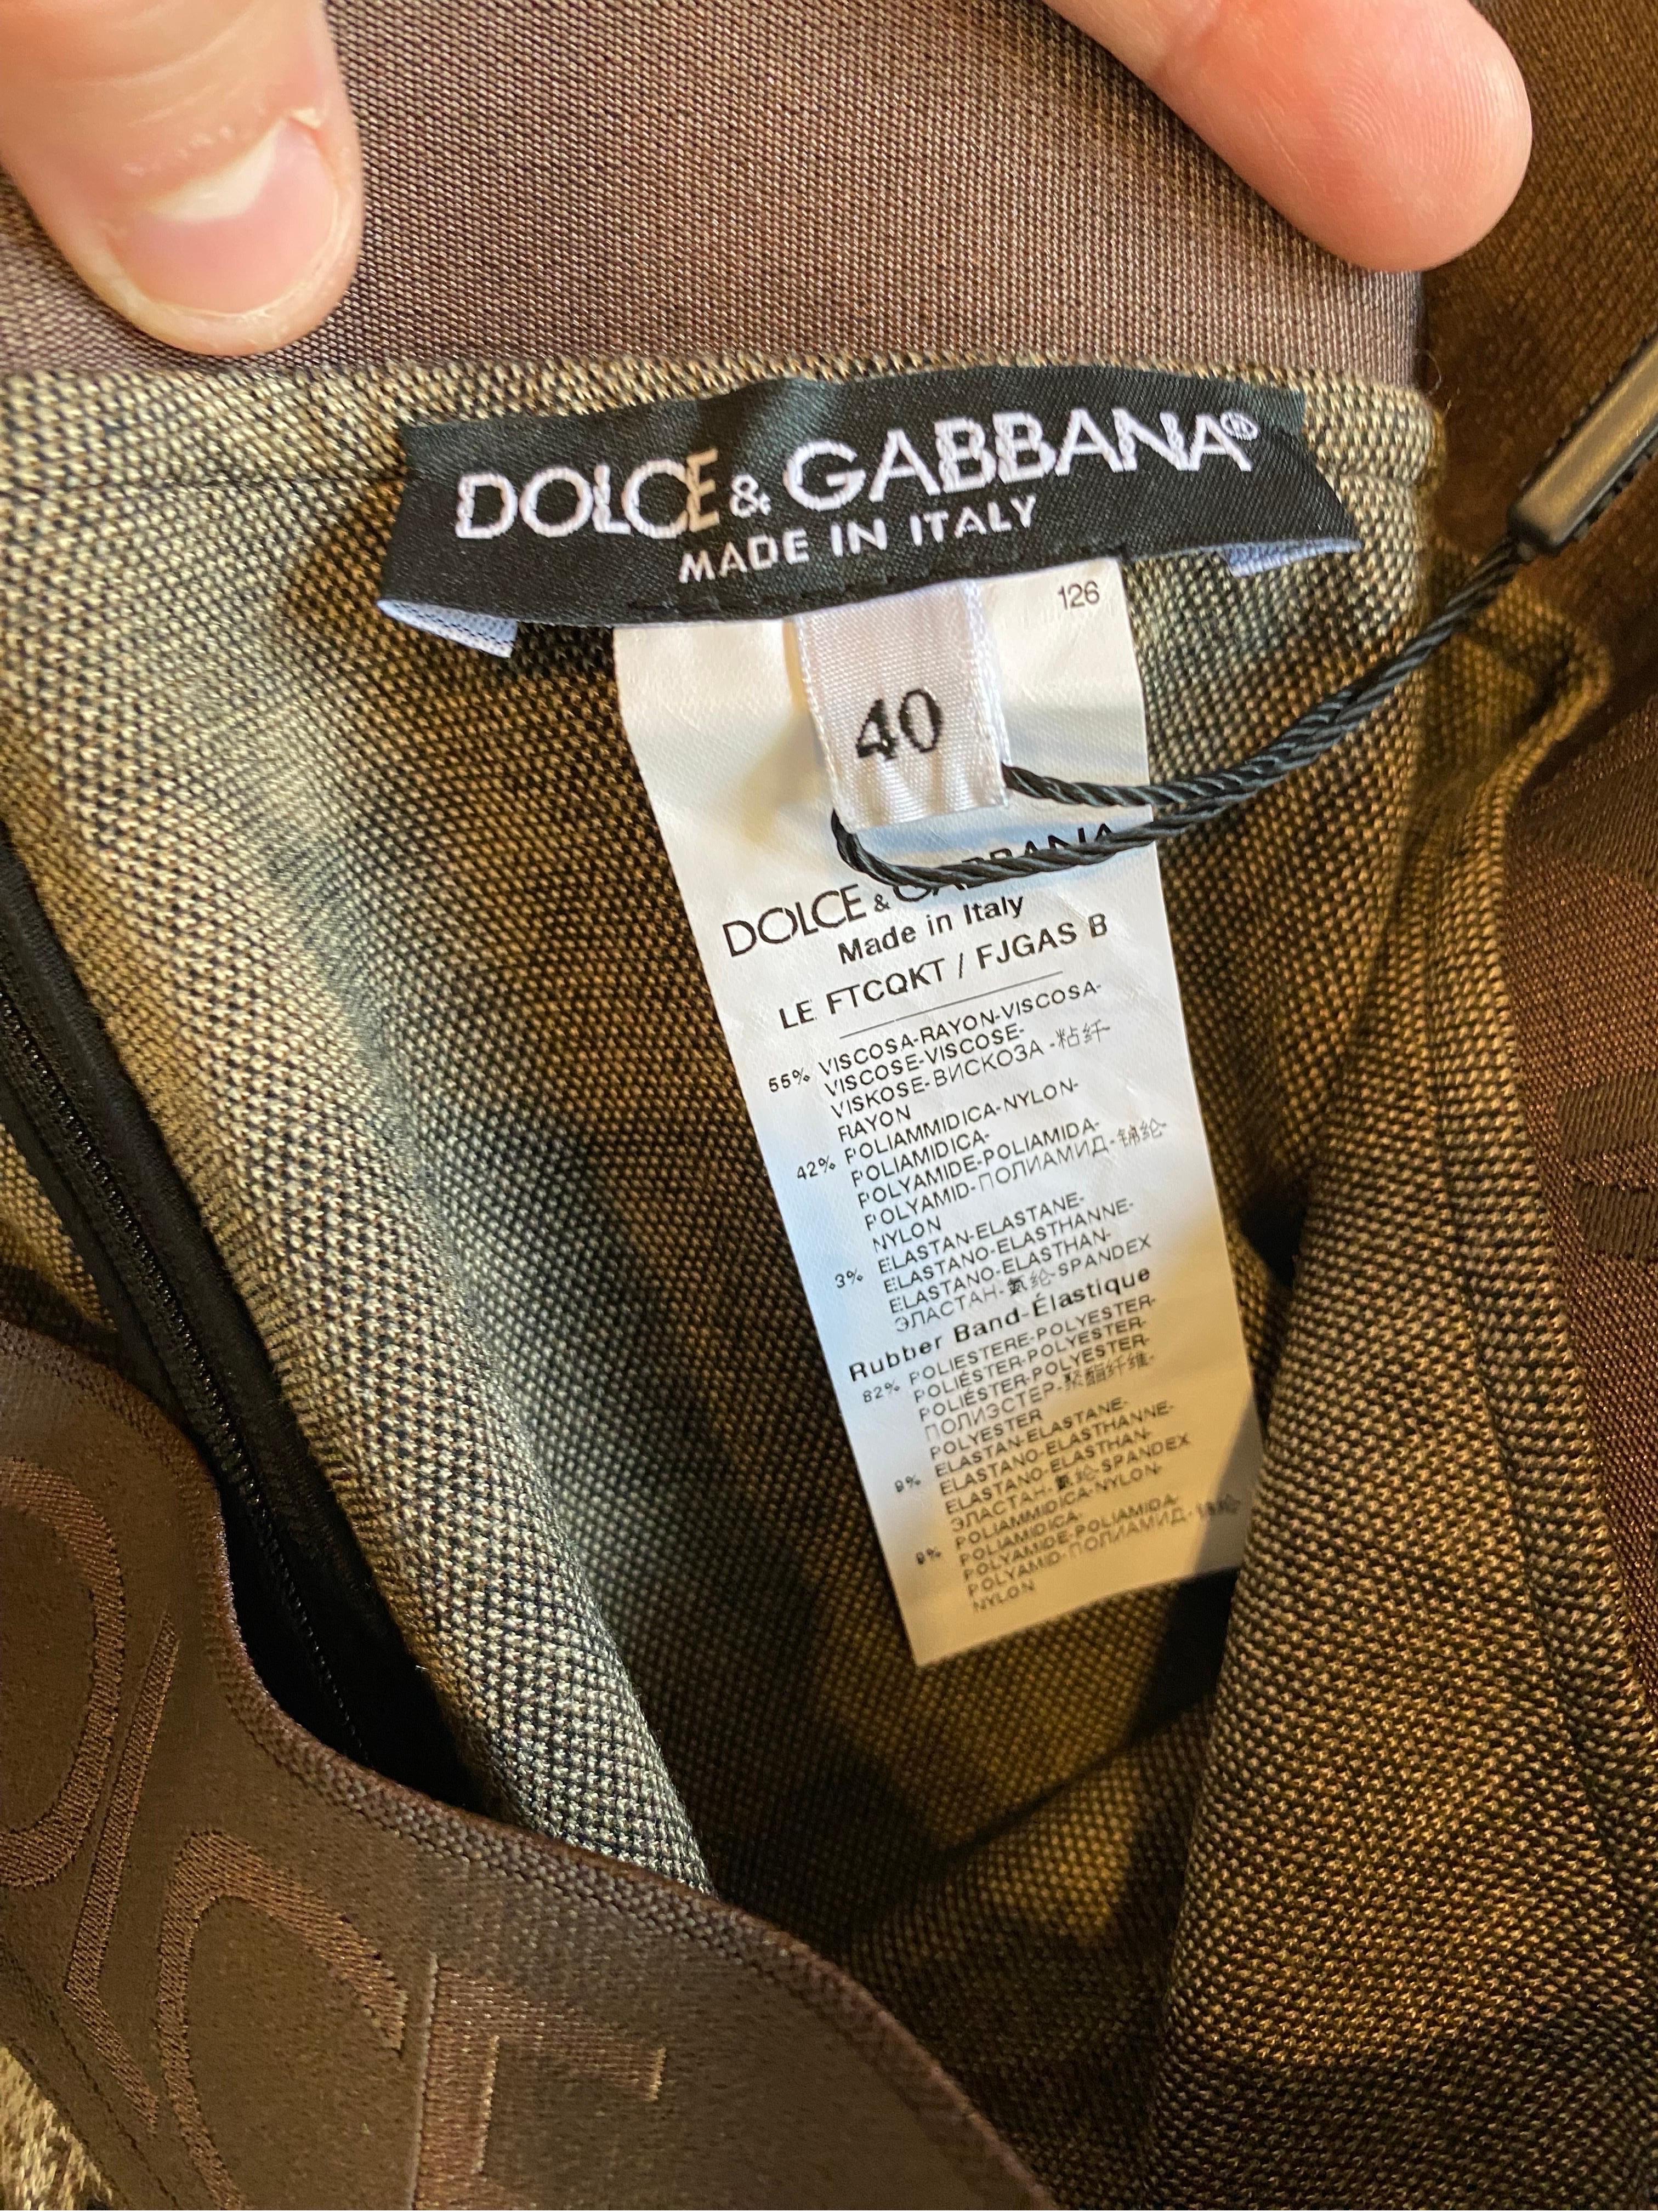 DOLCE & GABBANA®
MADE IN ITALY
126
40
DOLCE & GABBANA
Made in Italy
LE FTCQKT / FJGAS B
55% VISCOSA-RAYON-VISCOSA-
VISCOSE-VISCOSE-
VISKOSE-ВИСКОЗА-粘纤-
RAYON
42% POLIAMMIDICA-NYLON-
POLIAMIDICA-
POLYAMIDE-POLIAMIDA-
POLYAMID-ПОЛИАМИД-锦纶-
NYLON
3% ELASTAN-ELASTANE-
ELASTANO-ELASTHANNE-
ELASTANO-ELASTHAN-
ЭЛАСТАН-氨纶-SPANDEX
Rubber Band-Élastique
82% POLIESTERE-POLYESTER-
POLIÉSTER-POLYESTER-
POLIÉSTER-POLYESTER-
ПОЛИЭСТЕР-聚酯纤维-
POLYESTER
9% ELASTAN-ELASTANE-
ELASTANO-ELASTHANNE-
ELASTANO-ELASTHAN-
ЭЛАСТАН-氨纶-SPANDEX
9% POLIAMMIDICA-NYLON-
POLIAMIDICA-
POLYAMIDE-POLIAMIDA-
POLYAMID-ПОЛИАМИД-锦纶-
NYLON